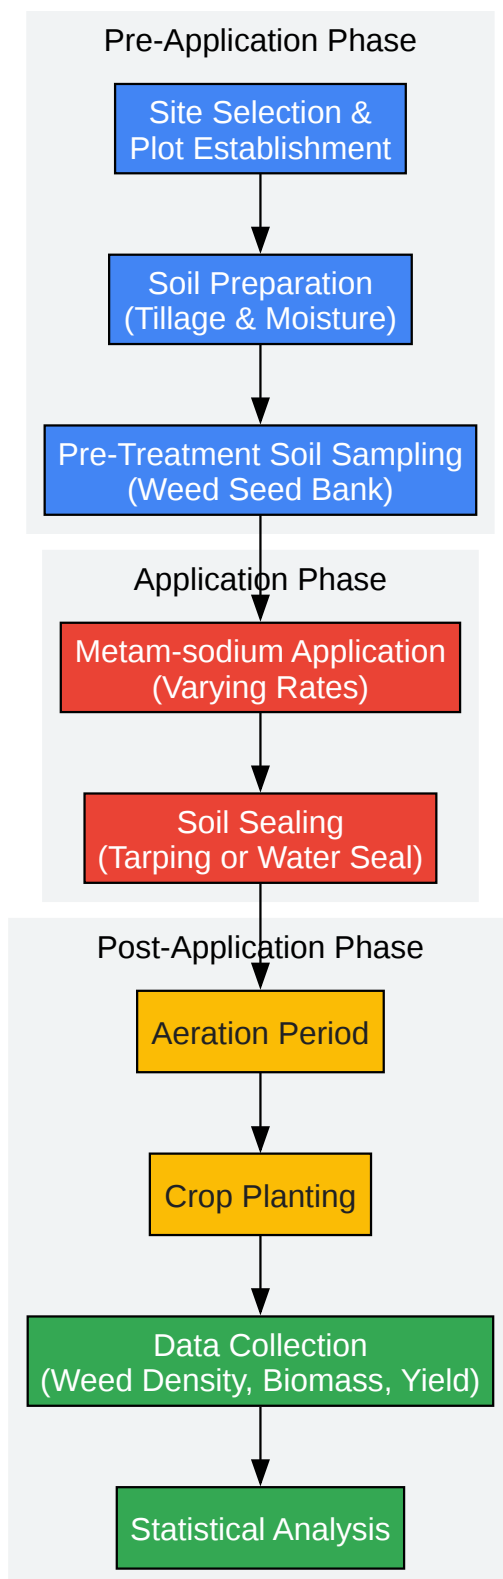 Pre-Application Phase
Site Selection &
Plot Establishment
Soil Preparation
(Tillage & Moisture)
Pre-Treatment Soil Sampling
(Weed Seed Bank)
Application Phase
Metam-sodium Application
(Varying Rates)
Soil Sealing
(Tarping or Water Seal)
Post-Application Phase
Aeration Period
Crop Planting
Data Collection
(Weed Density, Biomass, Yield)
Statistical Analysis